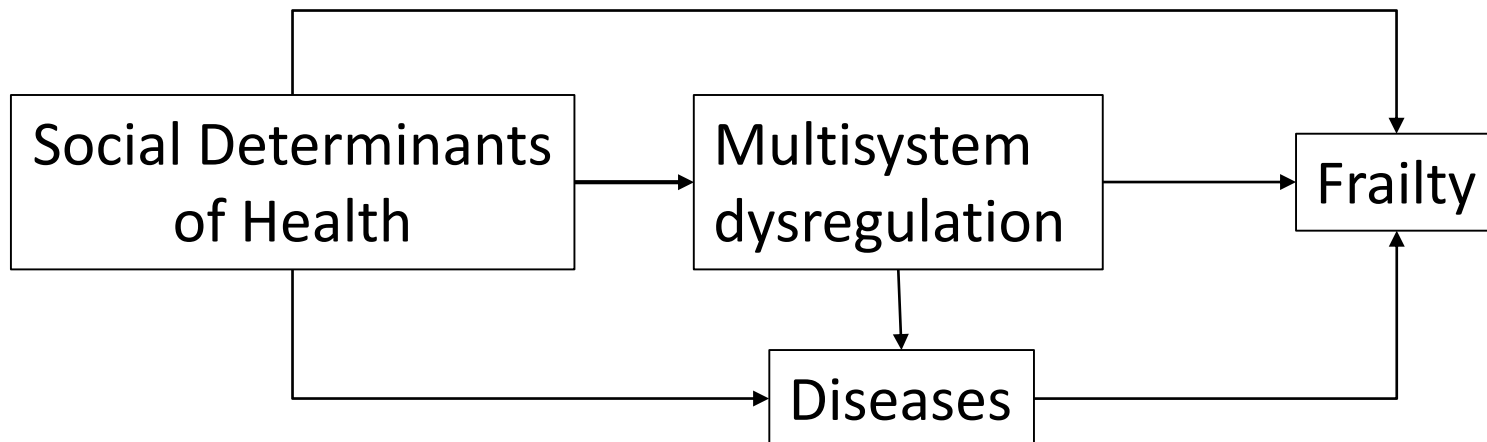 Social Determinants
of Health
Multisystem
dysregulation
Frailty
Diseases